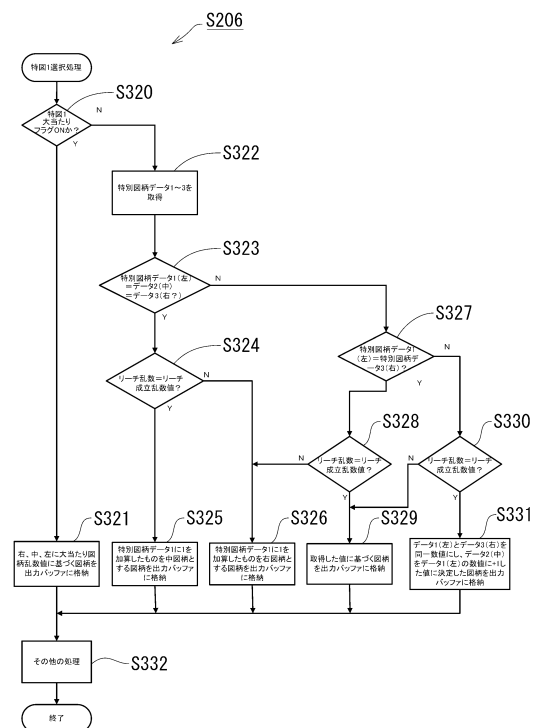 S206
特図1選択処理
S320
特図1
大当たり
フラグONか?
N
Y
S322
特別図柄データ1~3を
取得
S323
特別図柄データ1(左)
=データ2(中)
=データ3(右?)
N
Y
S327
特別図柄データ1
(左)=特別図柄デ
ータ3(右)?
N
Y
S324
リーチ乱数=リーチ
成立乱数値?
N
Y
S328
リーチ乱数=リーチ
成立乱数値?
N
Y
S330
リーチ乱数=リーチ
成立乱数値?
N
Y
S321
右、中、左に大当たり図
柄乱数値に基づく図柄を
出力バッファに格納
S325
特別図柄データ1に1を
加算したものを中図柄と
する図柄を出力バッファ
に格納
S326
特別図柄データ1に1を
加算したものを右図柄と
する図柄を出力バッファ
に格納
S329
取得した値に基づく図柄
を出力バッファに格納
S331
データ1(左)とデータ3(右)を
同一数値にし、データ2(中)
をデータ1(左)の数値に+1し
た値に決定した図柄を出力
バッファに格納
S332
その他の処理
終了